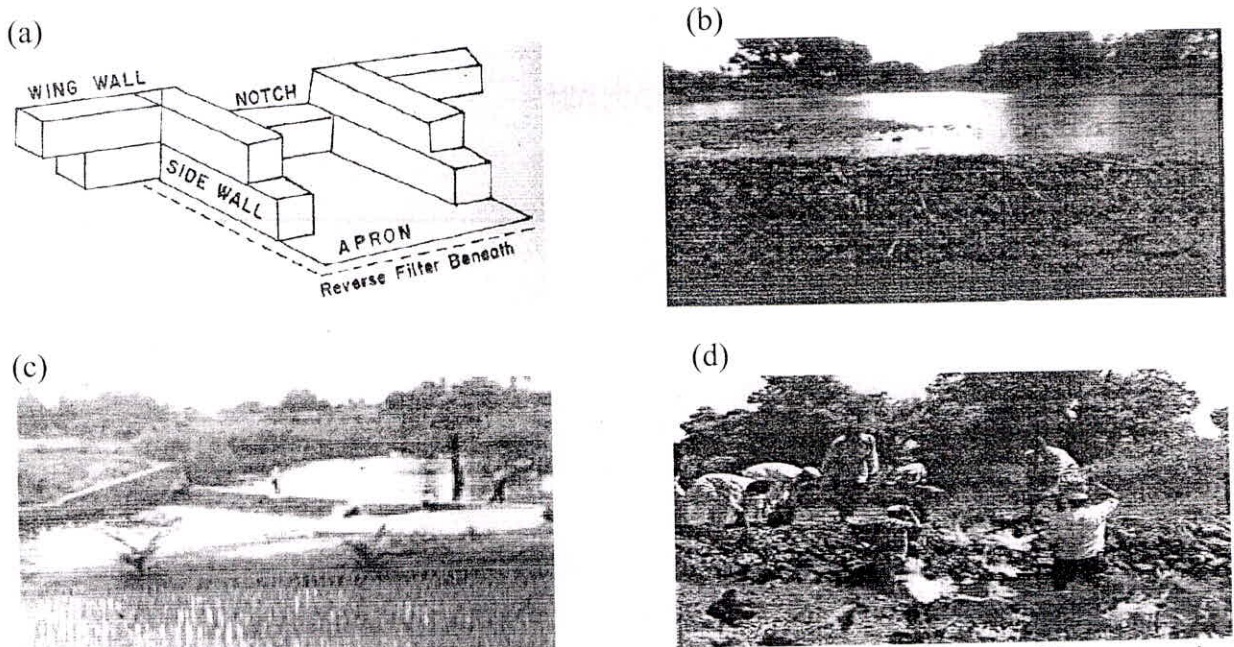 (a)
WING WALL
NOTCH
SIDE WALL
APRON
Reverse Filter Beneath
(b)
(c)
(d)